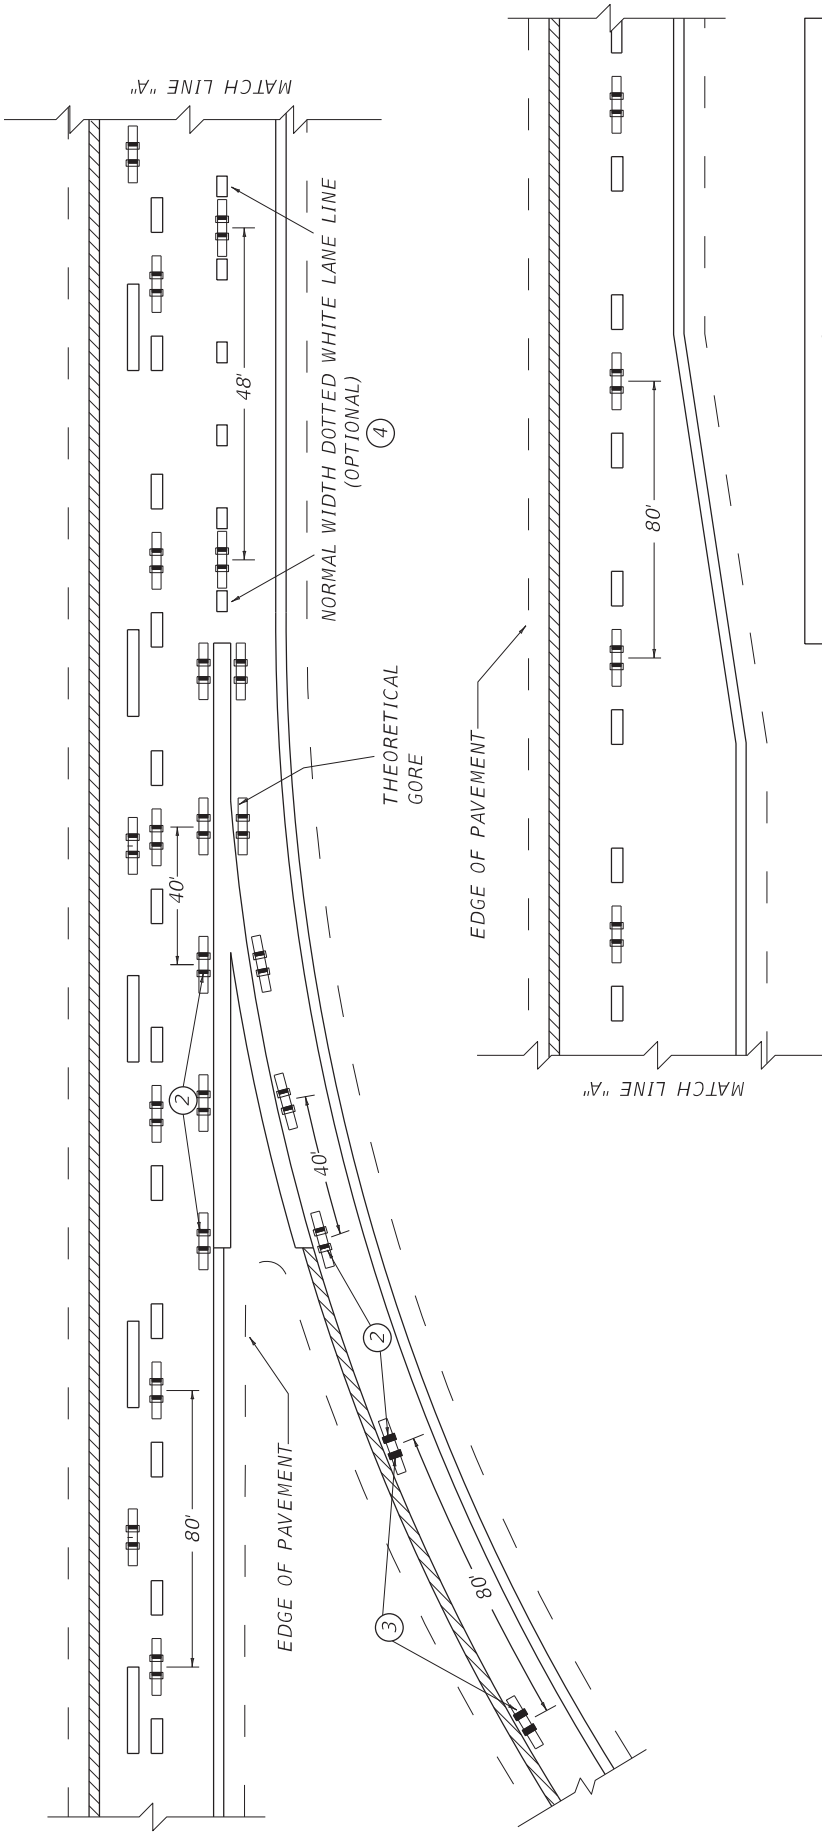 MATCH LINE "A"
48'
NORMAL WIDTH DOTTED WHITE LANE LINE
(OPTIONAL)
4
THEORETICAL
GORE
40'
2
40'
2
80'
EDGE OF PAVEMENT
80'
3
80'
EDGE OF PAVEMENT
MATCH LINE "A"